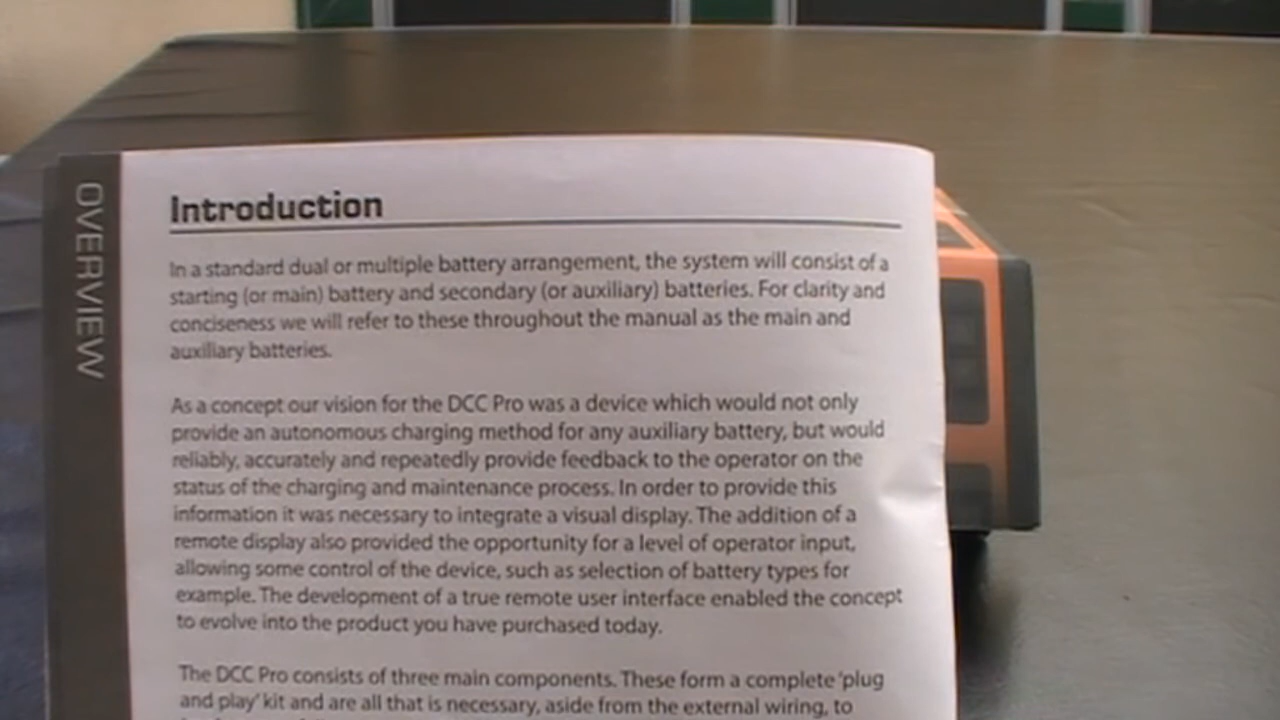 OVERVIEW
Introduction
In a standard dual or multiple battery arrangement, the system will consist of a
starting (or main) battery and secondary (or auxiliary) batteries. For clarity and
conciseness we will refer to these throughout the manual as the main and
auxiliary batteries.
As a concept our vision for the DCC Pro was a device which would not only
provide an autonomous charging method for any auxiliary battery, but would
reliably, accurately and repeatedly provide feedback to the operator on the
status of the charging and maintenance process. In order to provide this
information it was necessary to integrate a visual display. The addition of a
remote display also provided the opportunity for a level of operator input,
allowing some control of the device, such as selection of battery types for
example. The development of a true remote user interface enabled the concept
to evolve into the product you have purchased today.
The DCC Pro consists of three main components. These form a complete 'plug
and play' kit and are all that is necessary, aside from the external wiring, to